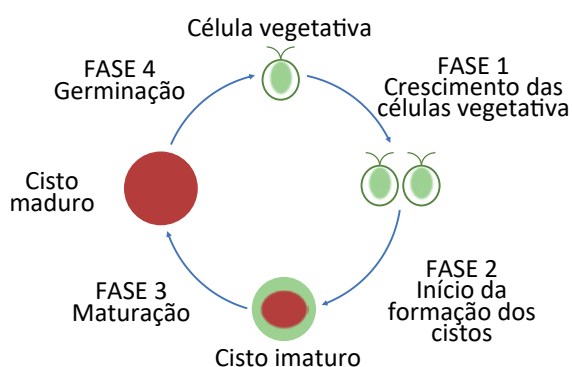 Célula vegetativa
FASE 1
Crescimento das
células vegetativa
FASE 2
Início da
formação dos
cistos
Cisto imaturo
FASE 3
Maturação
Cisto
maduro
FASE 4
Germinação